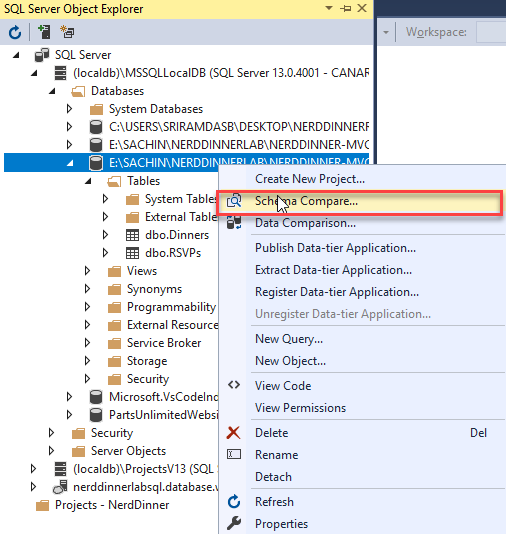 SQL Server Object Explorer
Workspace:
SQL Server
(localdb)\MSSQLLocalDB (SQL Server 13.0.4001 - CANAR
Databases
System Databases
C:\USERS\SRIRAMDASB\DESKTOP\NERDDINNERF
E:\SACHIN\NERDDINNERLAB\NERDDINNER-MVC
E:\SACHIN\NERDDINNERLAB\NERDDINNER-MVC
Tables
System Tables
External Table
dbo.Dinners
dbo.RSVPs
Views
Synonyms
Programmability
External Resource
Service Broker
Storage
Security
Microsoft.VsCodeInd
PartsUnlimitedWebsi
Security
Server Objects
(localdb)\ProjectsV13 (SQL S
nerddinnerlabsql.database.w
Projects - NerdDinner
Create New Project...
Schema Compare...
Data Comparison...
Publish Data-tier Application...
Extract Data-tier Application...
Register Data-tier Application...
Unregister Data-tier Application...
New Query...
New Object...
View Code
View Permissions
Delete Del
Rename
Detach
Refresh
Properties